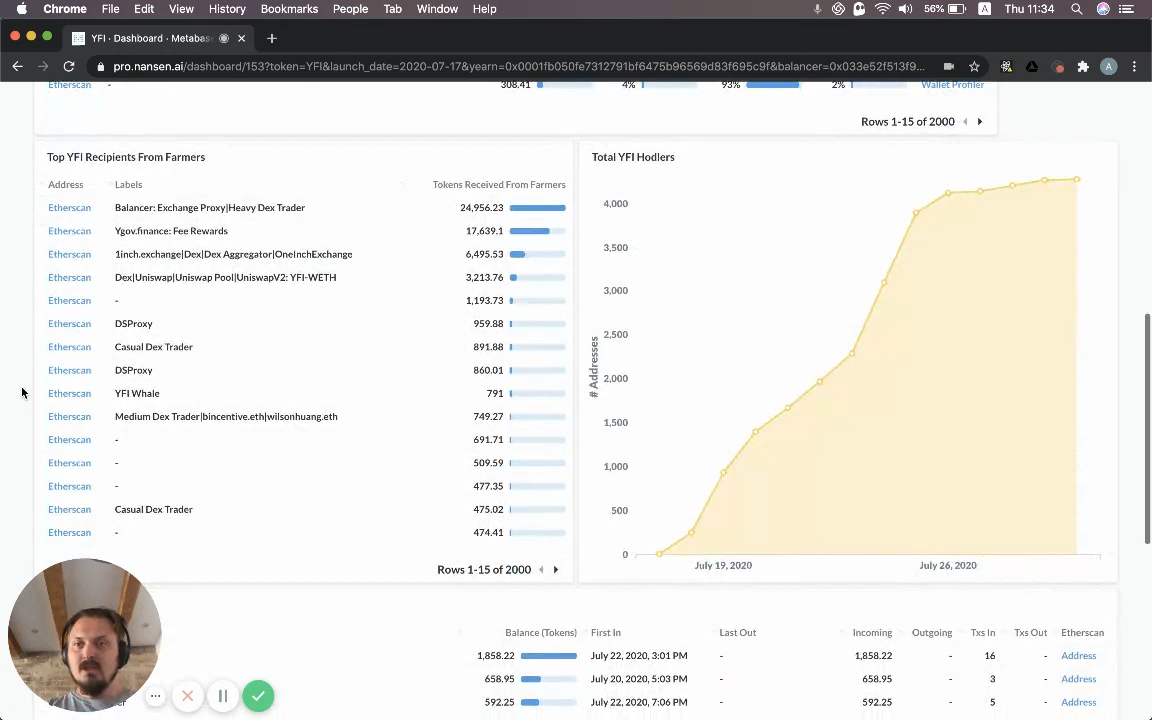 Chrome File Edit View History Bookmarks People Tab Window Help 56% A Thu 11:34
YFI · Dashboard · Metabas
pro.nansen.ai/dashboard/153?token=YFI&launch_date=2020-07-17&yearn=0x0001fb050fe7312791bf6475b96569d83f695c9f&balancer=0x033e52f513f9... A
Etherscan - 308.41 4% 93% 2% Wallet Profiler
Rows 1-15 of 2000
Top YFI Recipients From Farmers
Address Labels Tokens Received From Farmers
Etherscan Balancer: Exchange Proxy|Heavy Dex Trader 24,956.23
Etherscan Ygov.finance: Fee Rewards 17,639.1
Etherscan 1inch.exchange|Dex|Dex Aggregator|OneInchExchange 6,495.53
Etherscan Dex|Uniswap|Uniswap Pool|UniswapV2: YFI-WETH 3,213.76
Etherscan - 1,193.73
Etherscan DSProxy 959.88
Etherscan Casual Dex Trader 891.88
Etherscan DSProxy 860.01
Etherscan YFI Whale 791
Etherscan Medium Dex Trader|bincentive.eth|wilsonhuang.eth 749.27
Etherscan - 691.71
Etherscan - 509.59
Etherscan - 477.35
Etherscan Casual Dex Trader 475.02
Etherscan - 474.41
Rows 1-15 of 2000
Total YFI Hodlers
# Addresses
4,000
3,500
3,000
2,500
2,000
1,500
1,000
500
0
July 19, 2020 July 26, 2020
Balance (Tokens) First In Last Out Incoming Outgoing Txs In Txs Out Etherscan
1,858.22 July 22, 2020, 3:01 PM - 1,858.22 - 16 - Address
658.95 July 20, 2020, 5:03 PM - 658.95 - 3 - Address
592.25 July 22, 2020, 7:06 PM - 592.25 - 5 - Address